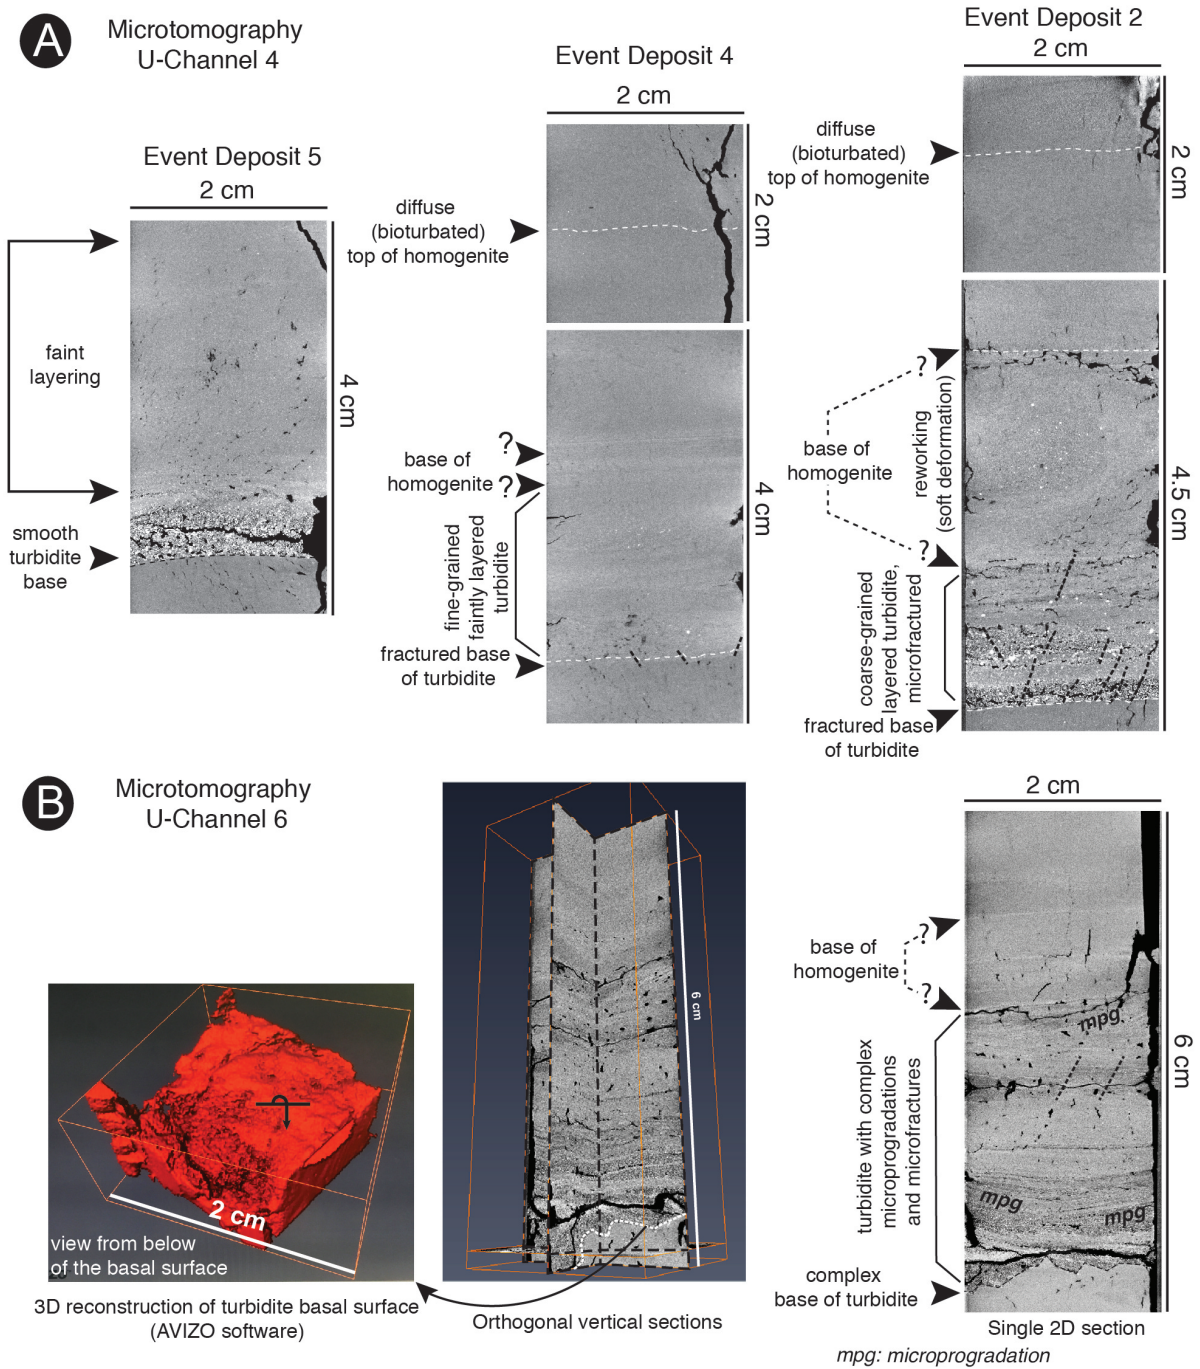 A
Microtomography
U-Channel 4
Event Deposit 5
2 cm
4 cm
faint
layering
smooth
turbidite
base
Event Deposit 4
2 cm
2 cm
diffuse
(bioturbated)
top of homogenite
4 cm
?
base of
homogenite
?
fine-grained
faintly layered
turbidite
fractured base
of turbidite
Event Deposit 2
2 cm
2 cm
diffuse
(bioturbated)
top of homogenite
4.5 cm
?
reworking
(soft deformation)
base of
homogenite
?
coarse-grained
layered turbidite,
microfractured
fractured base
of turbidite
B
Microtomography
U-Channel 6
2 cm
view from below
of the basal surface
3D reconstruction of turbidite basal surface
(AVIZO software)
6 cm
Orthogonal vertical sections
2 cm
6 cm
?
base of
homogenite
?
mpg
turbidite with complex
microprogradations
and microfractures
mpg
mpg
complex
base of turbidite
Single 2D section
mpg: microprogradation